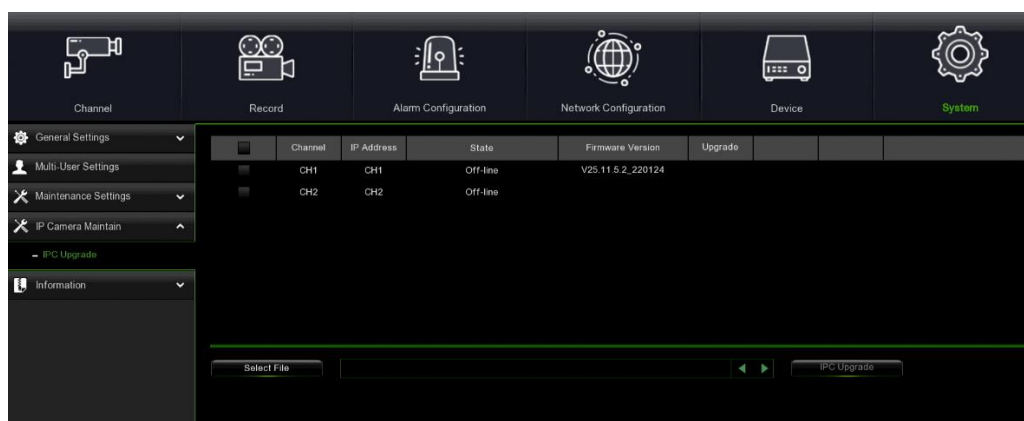 Channel Record Alarm Configuration Network Configuration Device System
General Settings
Multi-User Settings
Maintenance Settings
IP Camera Maintain
IPC Upgrade
Information
Channel IP Address State Firmware Version Upgrade
CH1 CH1 Off-line V25.11.5.2_220124
CH2 CH2 Off-line
Select File IPC Upgrade